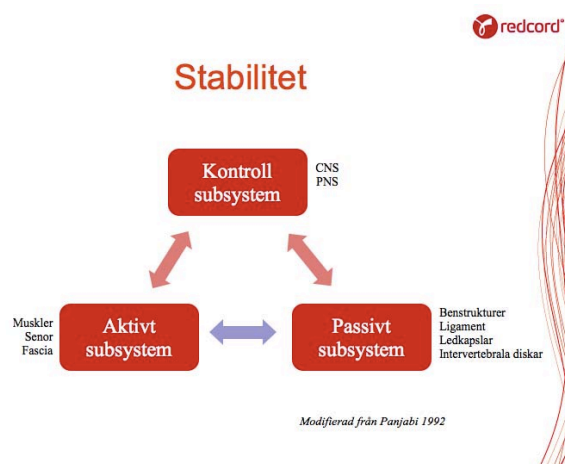 redcord
Stabilitet
Kontroll
subsystem
CNS
PNS
Muskler
Senor
Fascia
Aktivt
subsystem
Passivt
subsystem
Benstrukturer
Ligament
Ledkapslar
Intervertebrala diskar
Modifierad från Panjabi 1992